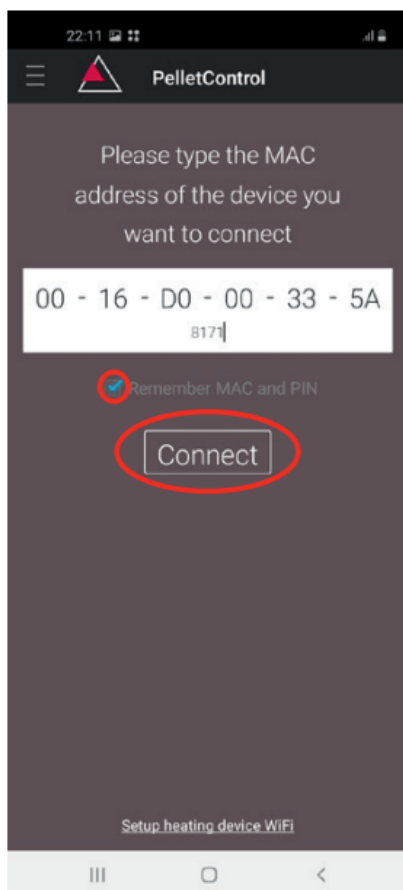 22:11
PelletControl
Please type the MAC
address of the device you
want to connect
00 - 16 - D0 - 00 - 33 - 5A
8171
Remember MAC and PIN
Connect
Setup heating device WiFi